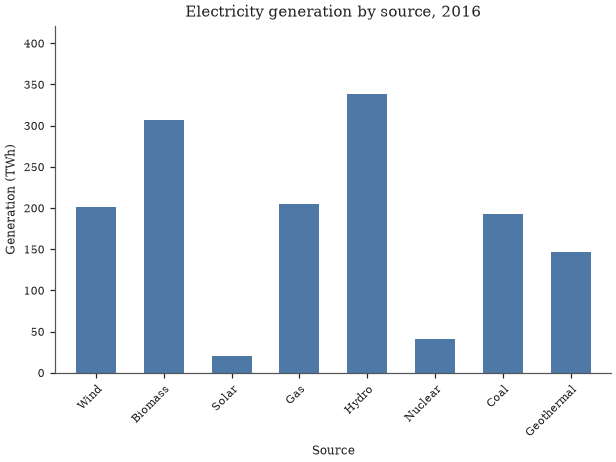 Electricity generation by source, 2016
Generation (TWh)
400
350
300
250
200
150
100
50
0
Wind
Biomass
Solar
Gas
Hydro
Nuclear
Coal
Geothermal
Source